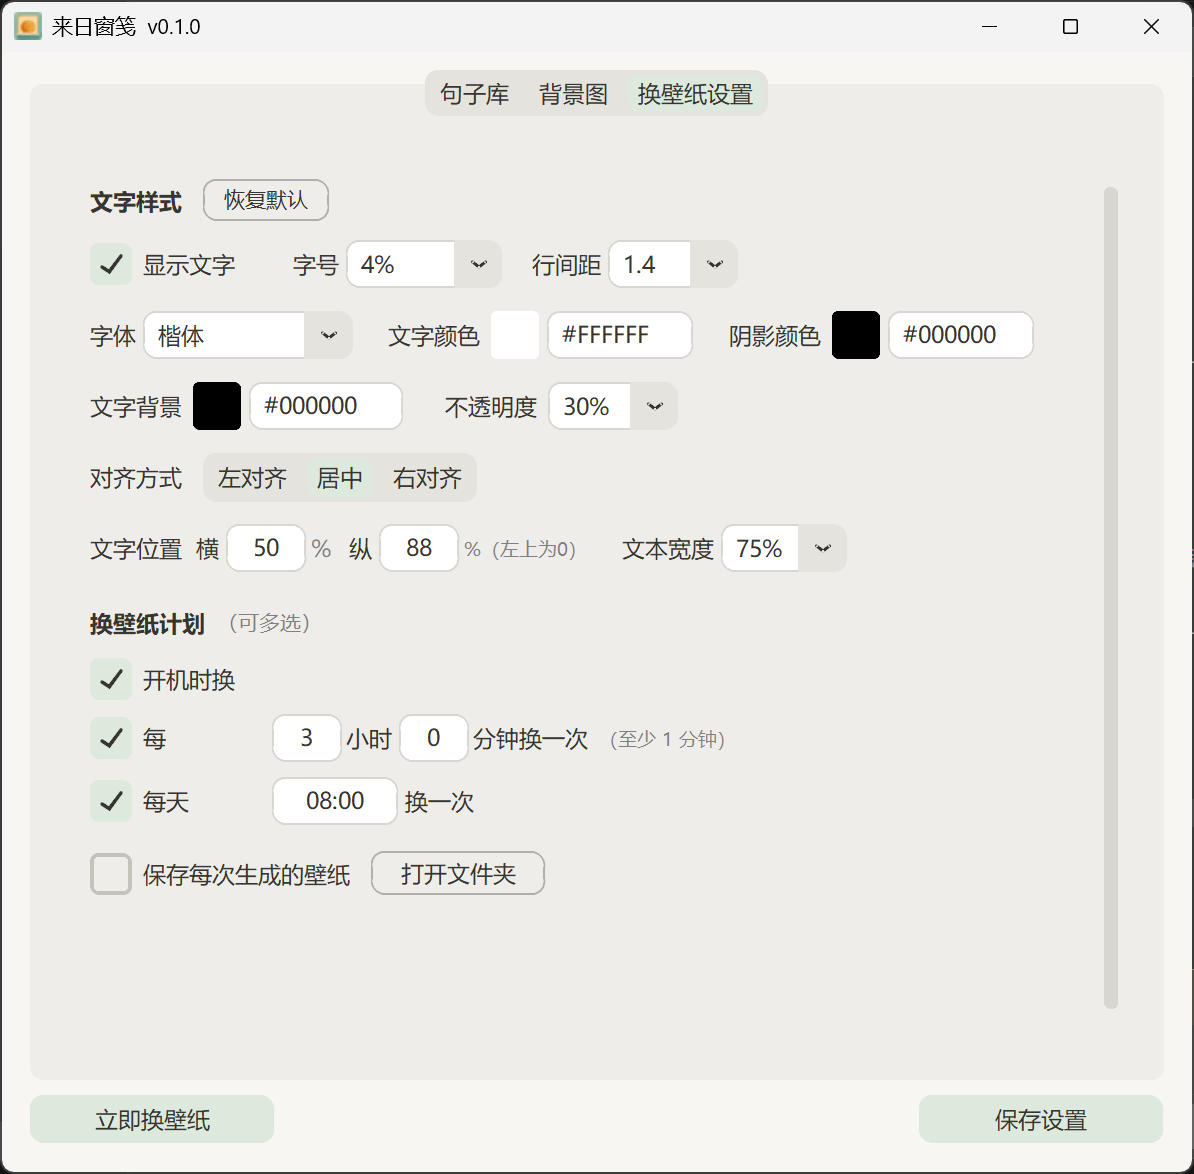 来日窗笺 v0.1.0
句子库 背景图 换壁纸设置
文字样式 恢复默认
显示文字 字号 4% 行间距 1.4
字体 楷体 文字颜色 #FFFFFF 阴影颜色 #000000
文字背景 #000000 不透明度 30%
对齐方式 左对齐 居中 右对齐
文字位置 横 50 % 纵 88 % (左上为0) 文本宽度 75%
换壁纸计划 (可多选)
开机时换
每 3 小时 0 分钟换一次 (至少 1 分钟)
每天 08:00 换一次
保存每次生成的壁纸 打开文件夹
立即换壁纸 保存设置